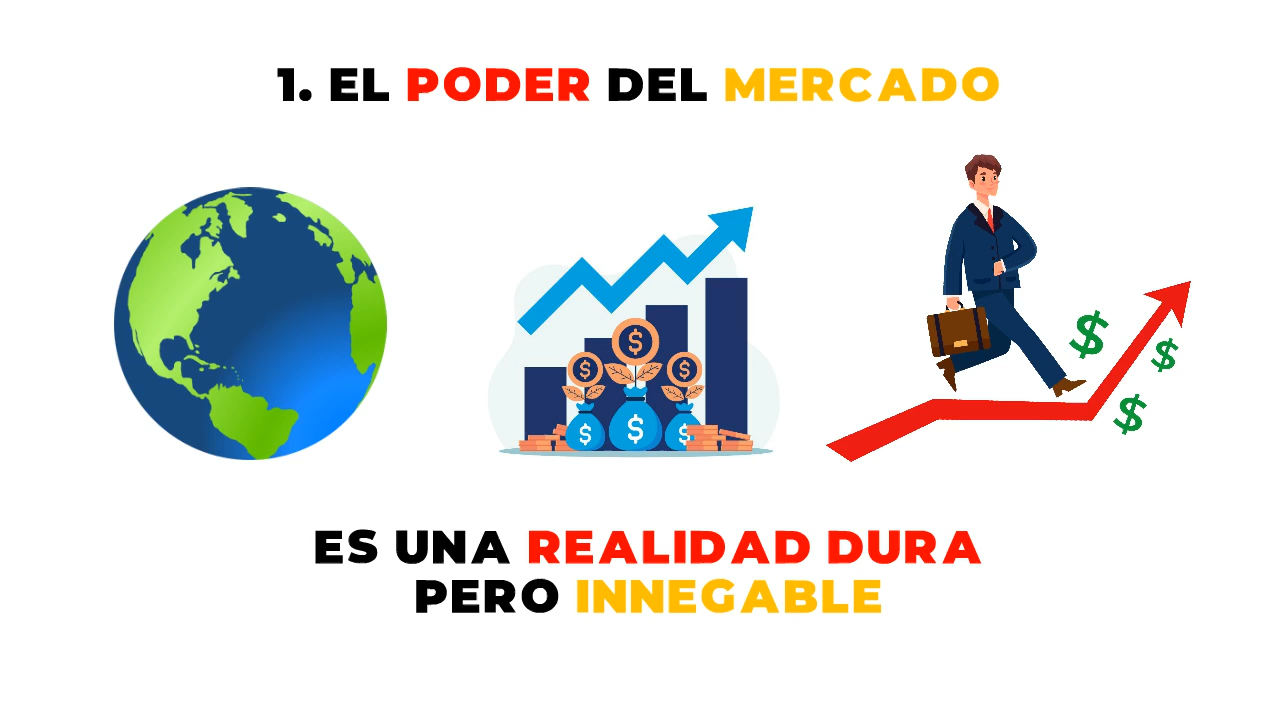 1. EL PODER DEL MERCADO
$ $ $
$ $ $
$ $ $
ES UNA REALIDAD DURA
PERO INNEGABLE